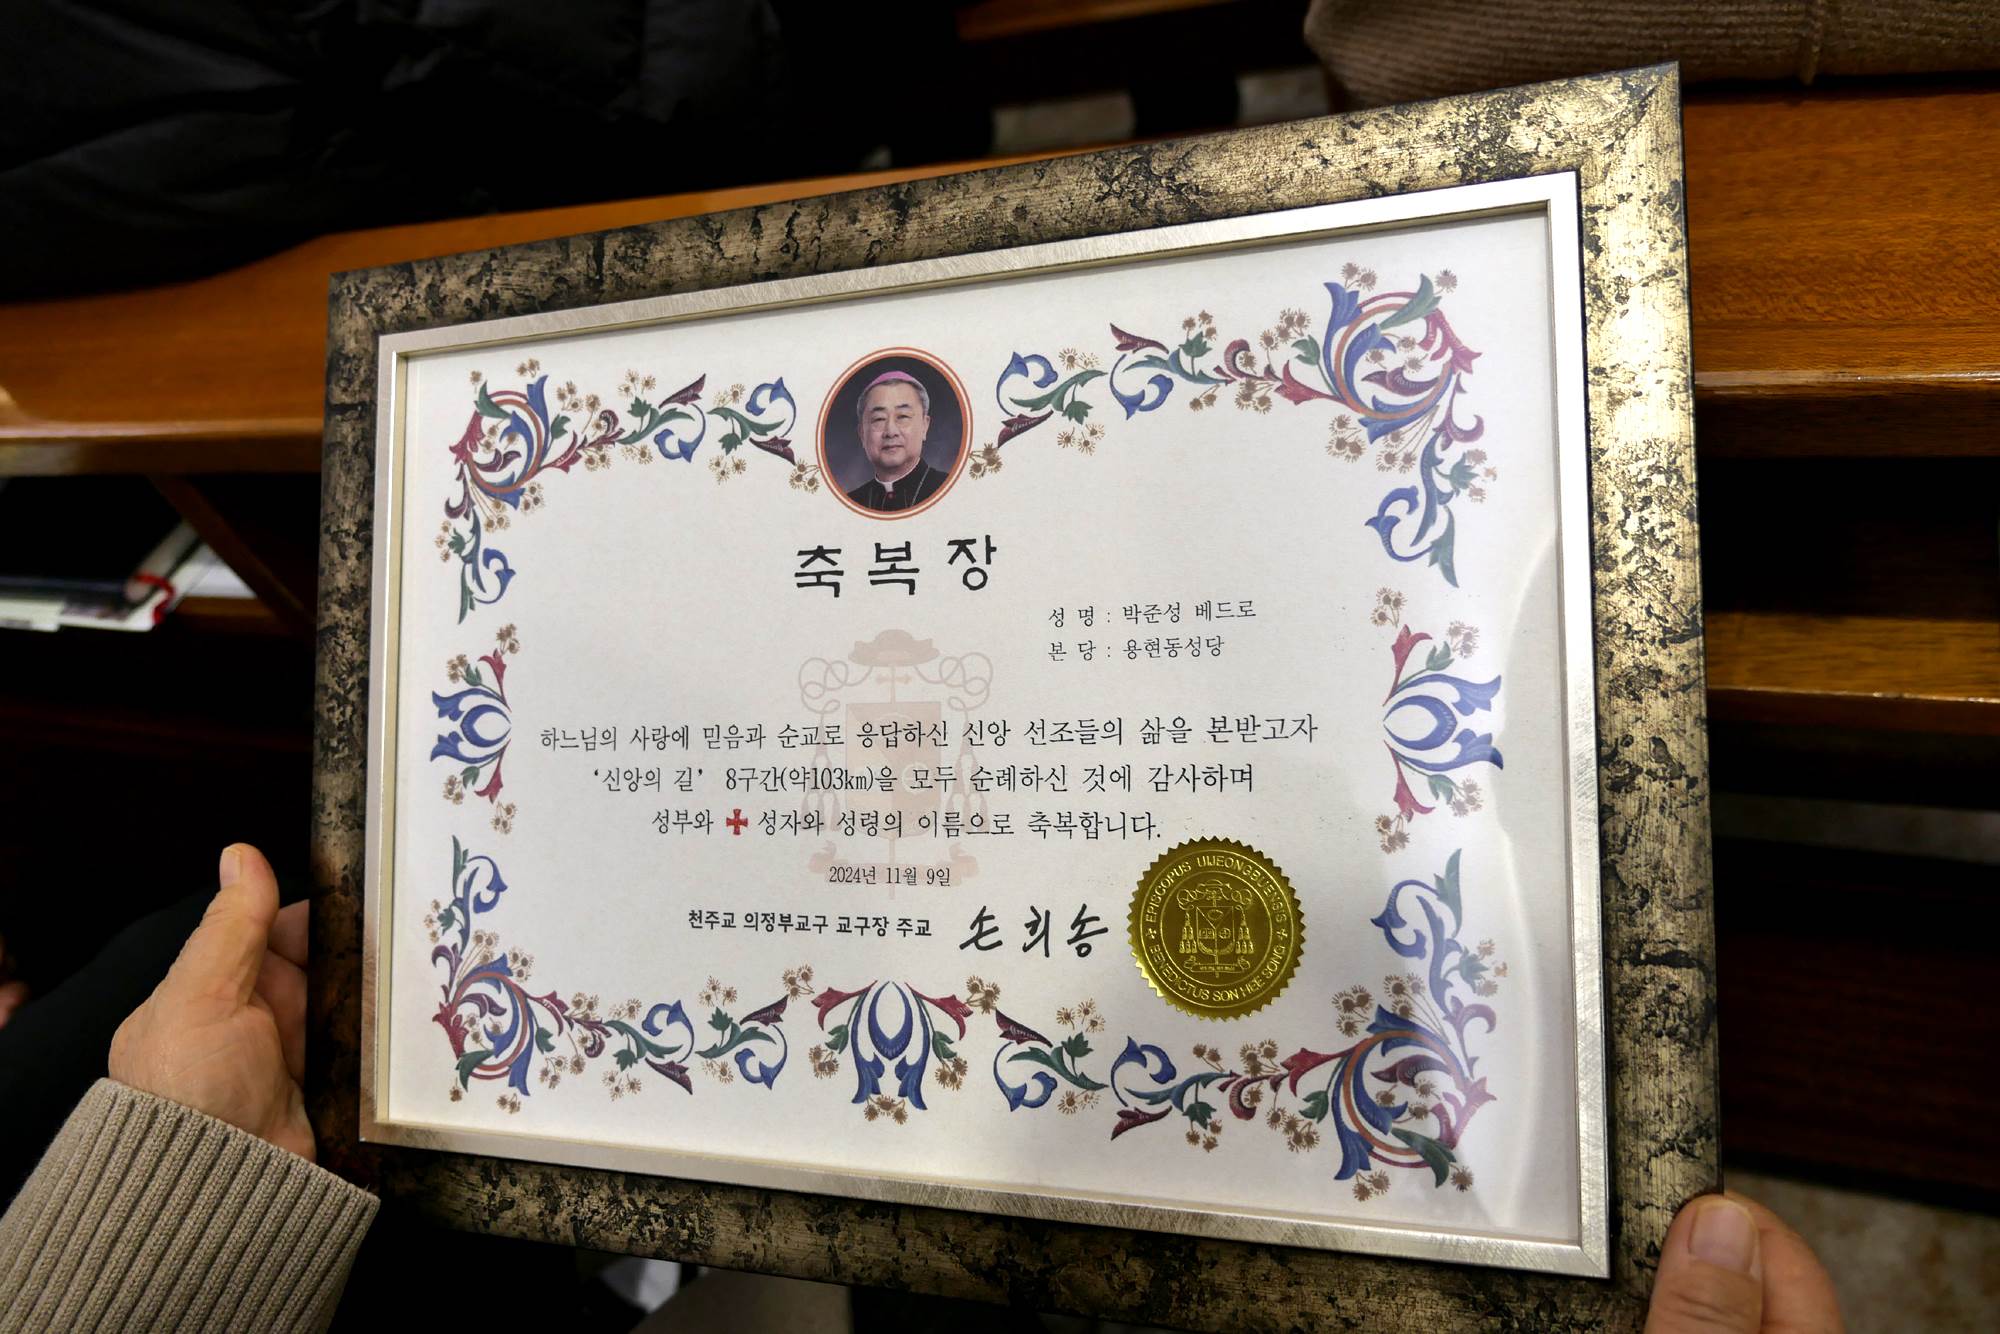 축복장
성 명 : 박준성 베드로
본 당 : 용현동성당
하느님의 사랑에 믿음과 순교로 응답하신 신앙 선조들의 삶을 본받고자
‘신앙의 길’ 8구간(약103km)을 모두 순례하신 것에 감사하며
성부와 ✚ 성자와 성령의 이름으로 축복합니다.
2024년 11월 9일
천주교 의정부교구 교구장 주교 손희송
EPISCOPUS UIJEONGBUENSIS
BENEDICTUS SON HEE SONG